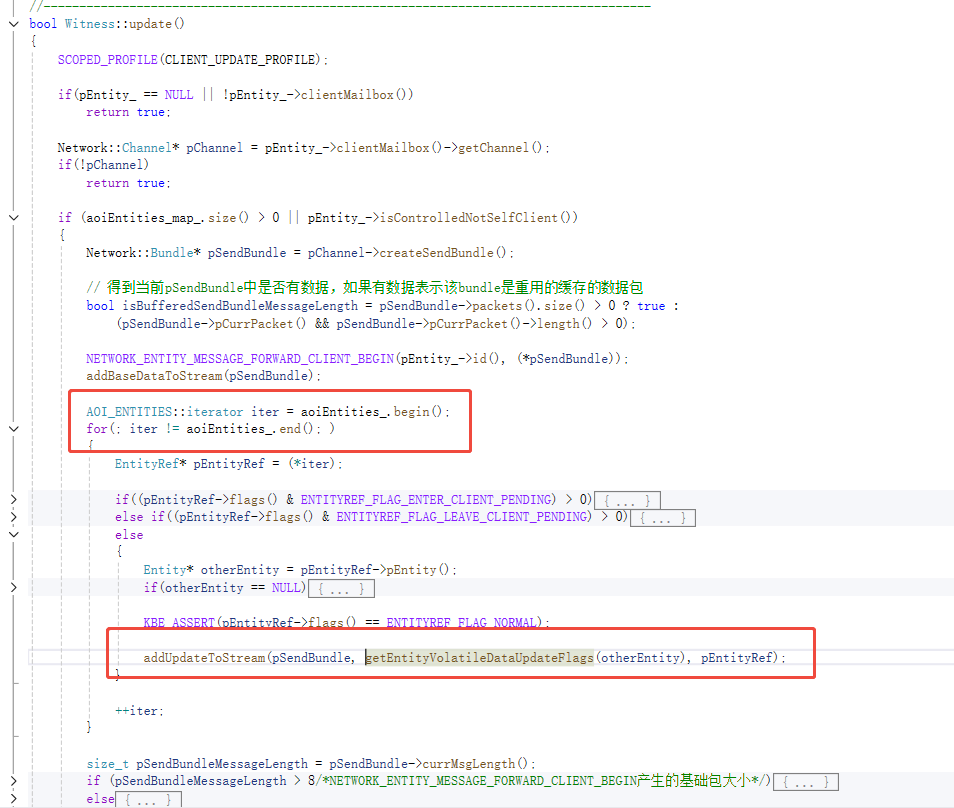 //-------------------------------------------------------------------------------------
bool Witness::update()
{
SCOPED_PROFILE(CLIENT_UPDATE_PROFILE);
if(pEntity_ == NULL || !pEntity_->clientMailbox())
return true;
Network::Channel* pChannel = pEntity_->clientMailbox()->getChannel();
if(!pChannel)
return true;
if (aoiEntities_map_.size() > 0 || pEntity_->isControlledNotSelfClient())
{
Network::Bundle* pSendBundle = pChannel->createSendBundle();
// 得到当前pSendBundle中是否有数据，如果有数据表示该bundle是重用的缓存的数据包
bool isBufferedSendBundleMessageLength = pSendBundle->packets().size() > 0 ? true :
(pSendBundle->pCurrPacket() && pSendBundle->pCurrPacket()->length() > 0);
NETWORK_ENTITY_MESSAGE_FORWARD_CLIENT_BEGIN(pEntity_->id(), (*pSendBundle));
addBaseDataToStream(pSendBundle);
AOI_ENTITIES::iterator iter = aoiEntities_.begin();
for(; iter != aoiEntities_.end(); )
{
EntityRef* pEntityRef = (*iter);
if((pEntityRef->flags() & ENTITYREF_FLAG_ENTER_CLIENT_PENDING) > 0){ ... }
else if((pEntityRef->flags() & ENTITYREF_FLAG_LEAVE_CLIENT_PENDING) > 0){ ... }
else
{
Entity* otherEntity = pEntityRef->pEntity();
if(otherEntity == NULL){ ... }
KBE_ASSERT(pEntityRef->flags() == ENTITYREF_FLAG_NORMAL);
addUpdateToStream(pSendBundle, getEntityVolatileDataUpdateFlags(otherEntity), pEntityRef);
}
++iter;
}
size_t pSendBundleMessageLength = pSendBundle->currMsgLength();
if (pSendBundleMessageLength > 8/*NETWORK_ENTITY_MESSAGE_FORWARD_CLIENT_BEGIN产生的基础包大小*/){ ... }
else{ ... }